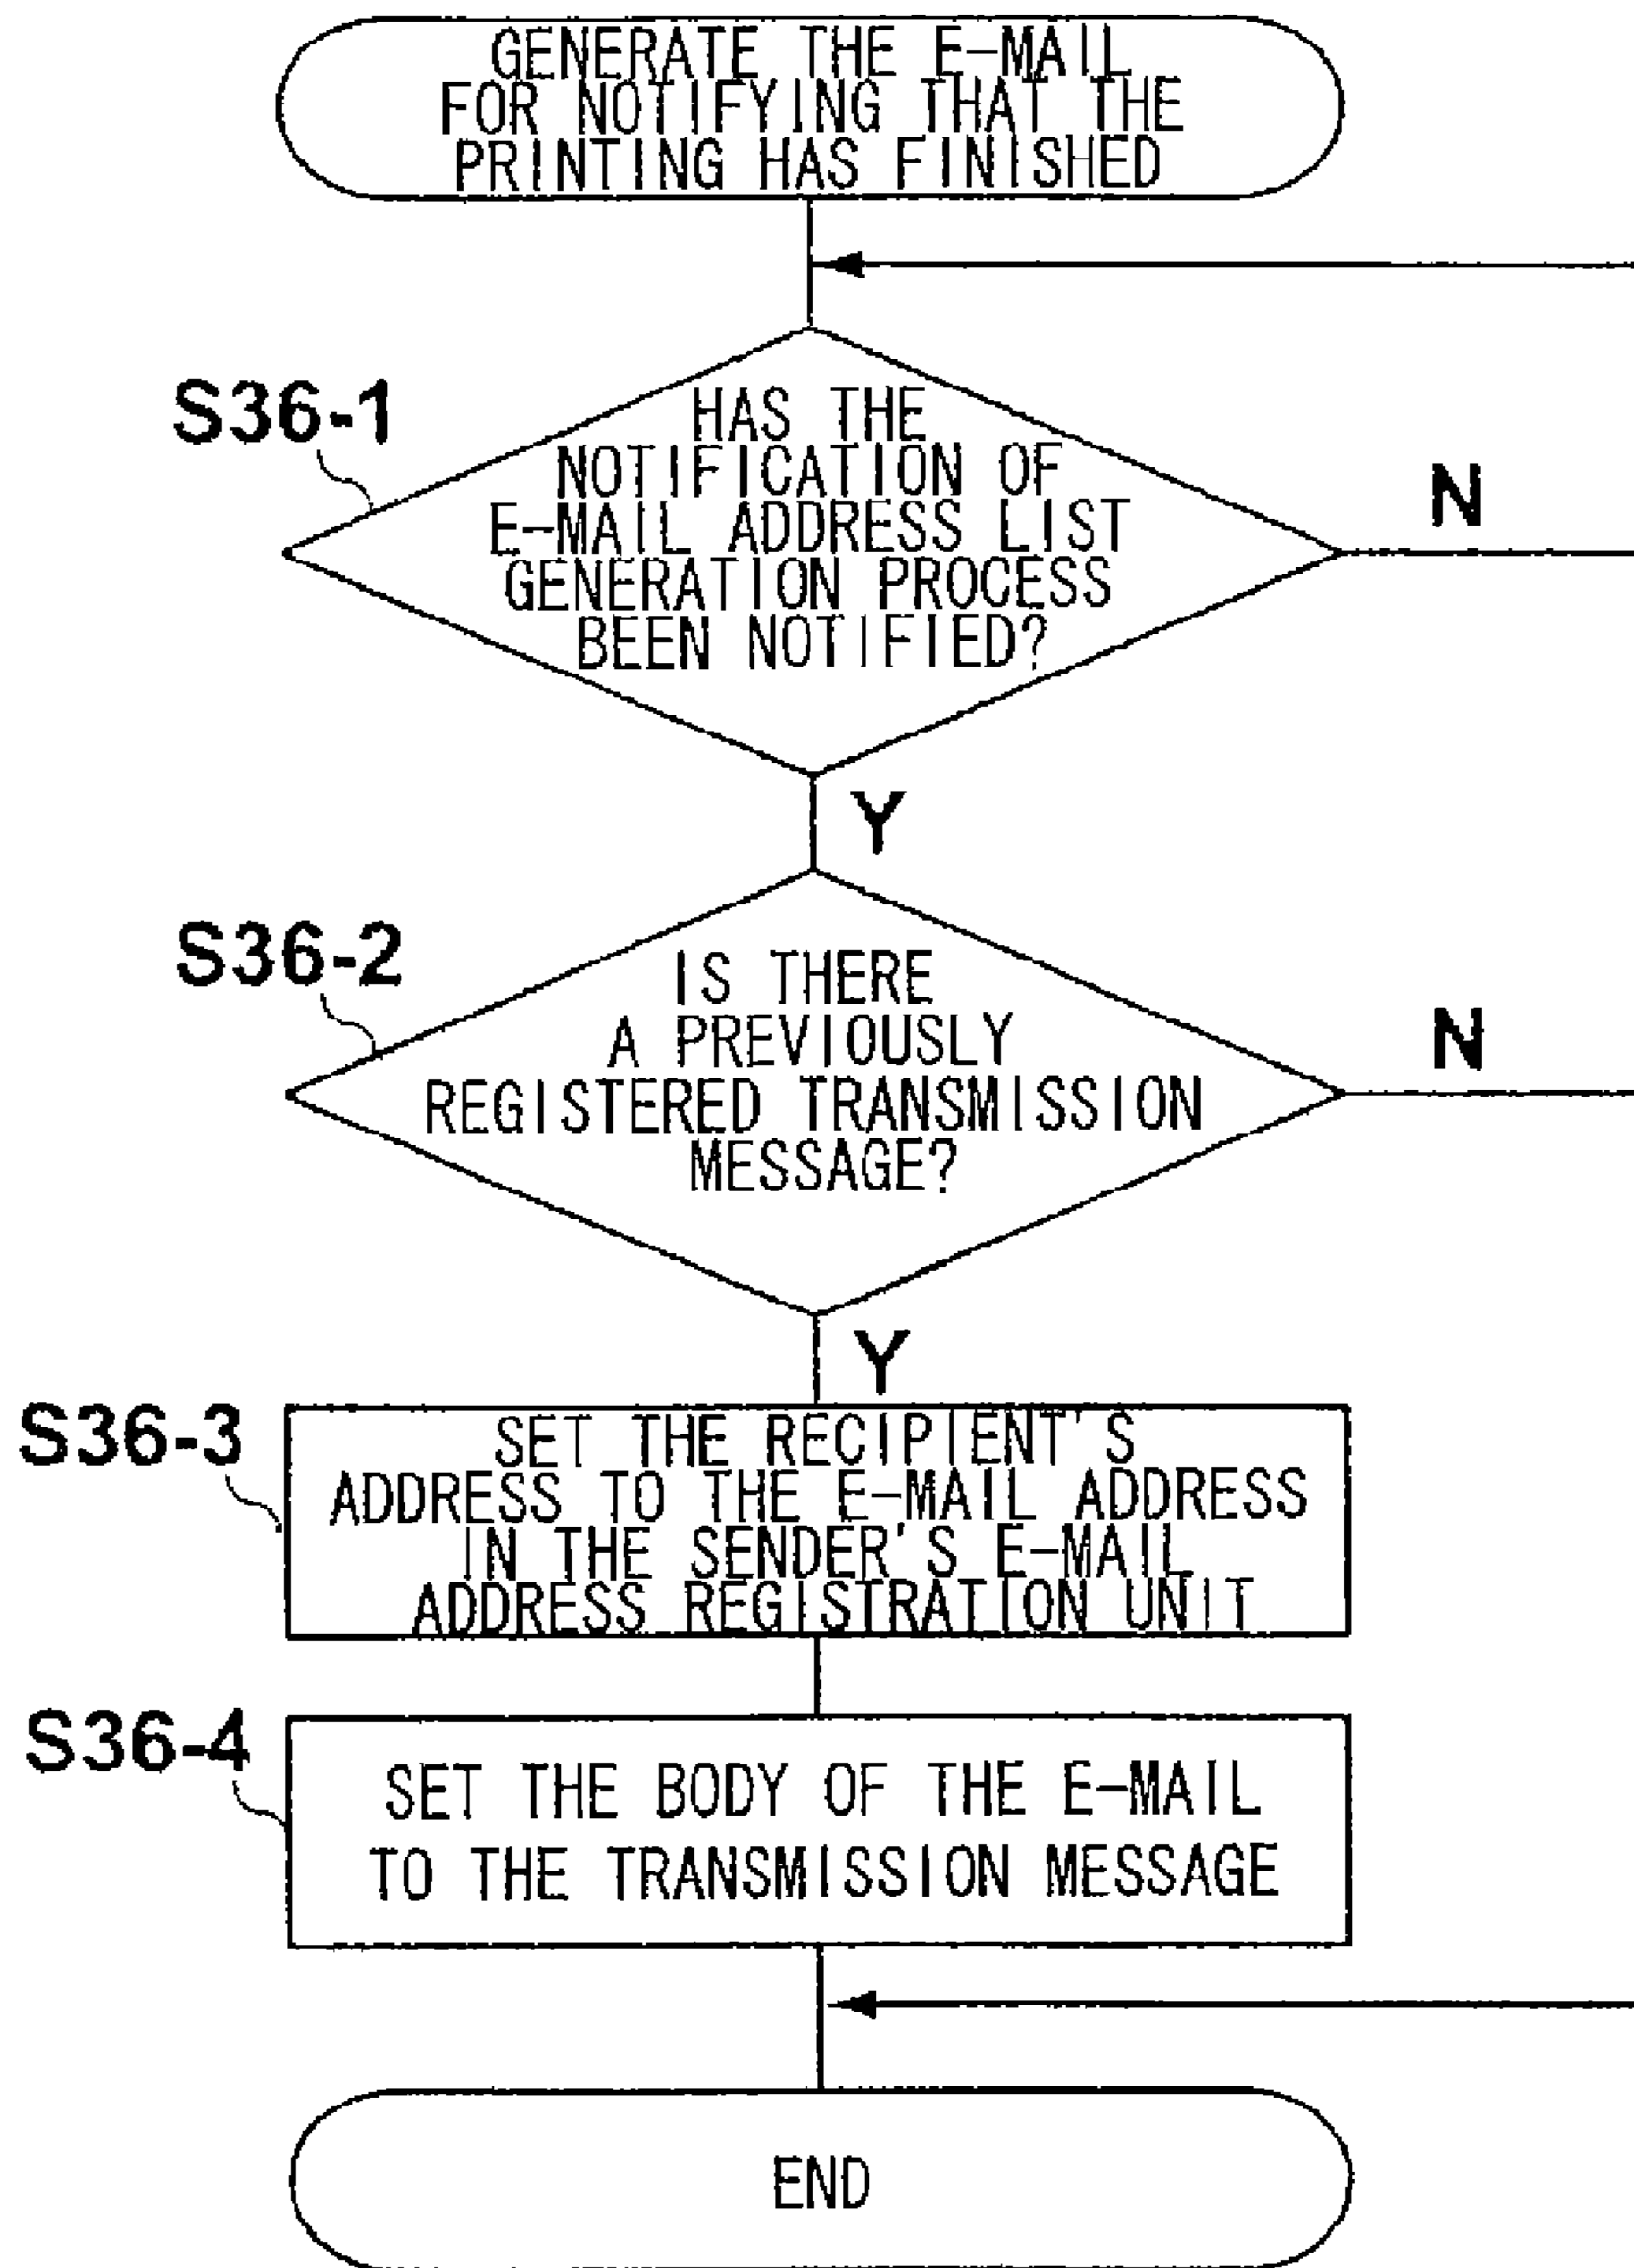 GENERATE THE E-MAIL
FOR NOTIFYING THAT THE
PRINTING HAS FINISHED
S36-1
HAS THE
NOTIFICATION OF
E-MAIL ADDRESS LIST
GENERATION PROCESS
BEEN NOTIFIED?
N
Y
S36-2
IS THERE
A PREVIOUSLY
REGISTERED TRANSMISSION
MESSAGE?
N
Y
S36-3
SET THE RECIPIENT'S
ADDRESS TO THE E-MAIL ADDRESS
IN THE SENDER'S E-MAIL
ADDRESS REGISTRATION UNIT
S36-4
SET THE BODY OF THE E-MAIL
TO THE TRANSMISSION MESSAGE
END